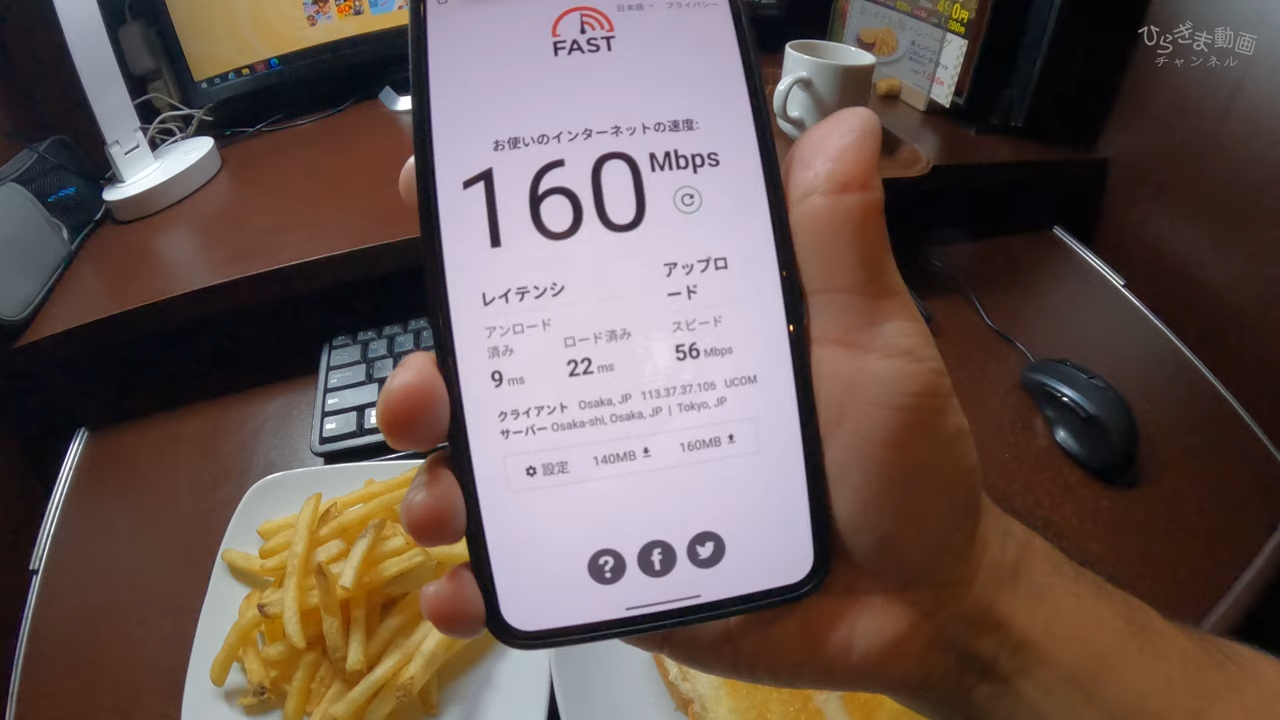 日本語 プライバシー
FAST
お使いのインターネットの速度:
160 Mbps
レイテンシ
アップロード
アンロード済み
ロード済み
スピード
9 ms
22 ms
56 Mbps
クライアント Osaka, JP 113.37.37.106 UCOM
サーバー Osaka-shi, Osaka, JP | Tokyo, JP
設定 140MB 160MB
ひらぎま動画
チャンネル
490円